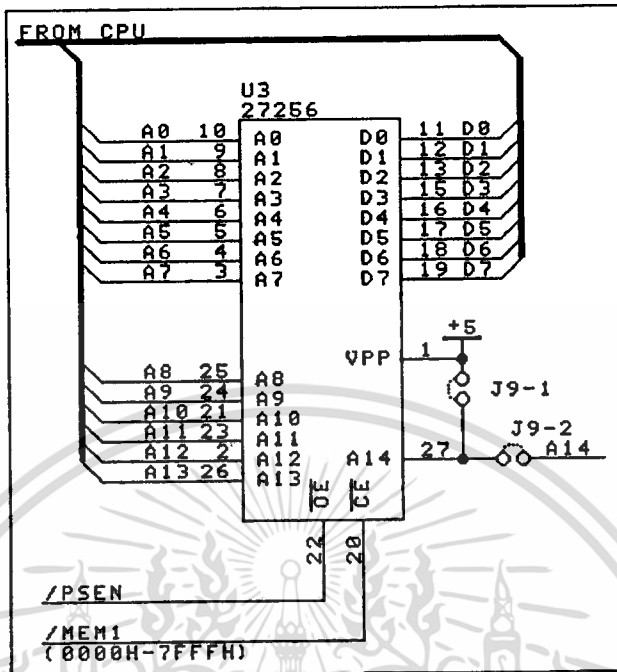 FROM CPU
U3
27256
A0 10 A0 D0 11 D0
A1 9 A1 D1 12 D1
A2 8 A2 D2 13 D2
A3 7 A3 D3 15 D3
A4 6 A4 D4 16 D4
A5 5 A5 D5 17 D5
A6 4 A6 D6 18 D6
A7 3 A7 D7 19 D7
+5
VPP 1
J9-1
A8 25 A8
A9 24 A9
A10 21 A10
A11 23 A11
A12 2 A12
A13 26 A13
J9-2
A14 27 A14
OE CE
22 20
/PSEN
/MEM1
(0000H-7FFFH)